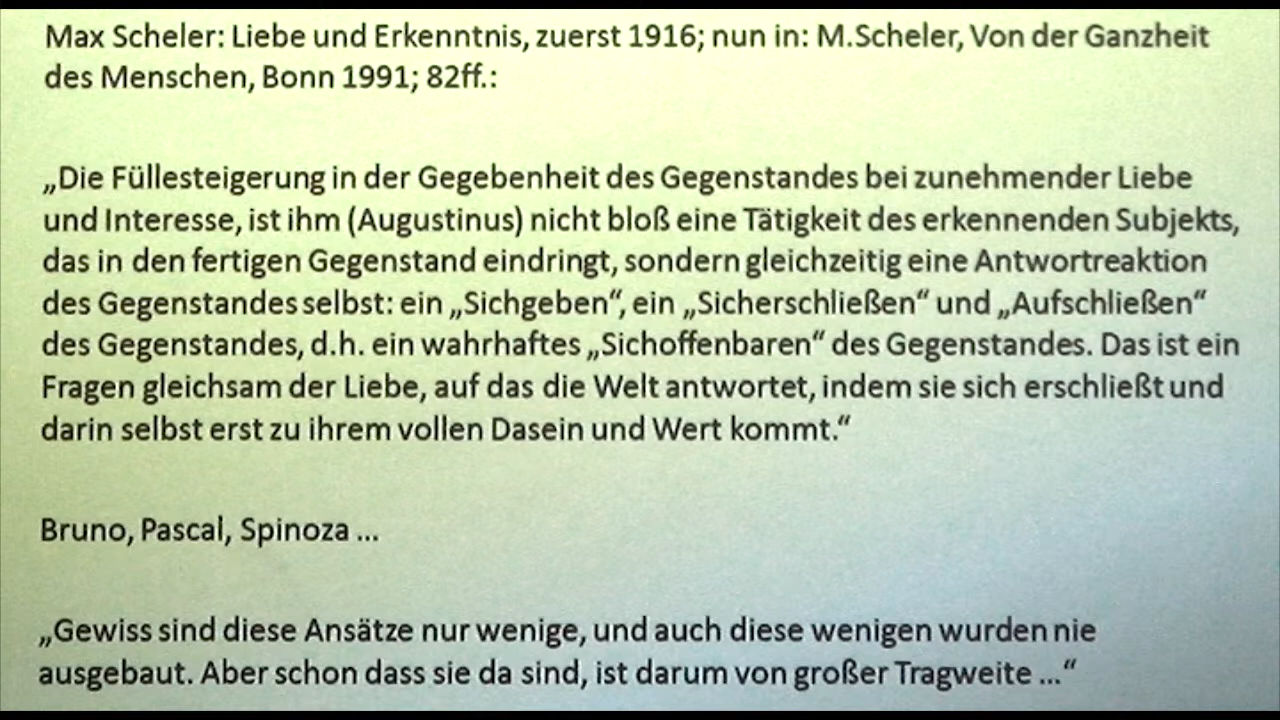 Max Scheler: Liebe und Erkenntnis, zuerst 1916; nun in: M.Scheler, Von der Ganzheit
des Menschen, Bonn 1991; 82ff.:
„Die Füllesteigerung in der Gegebenheit des Gegenstandes bei zunehmender Liebe
und Interesse, ist ihm (Augustinus) nicht bloß eine Tätigkeit des erkennenden Subjekts,
das in den fertigen Gegenstand eindringt, sondern gleichzeitig eine Antwortreaktion
des Gegenstandes selbst: ein „Sichgeben“, ein „Sicherschließen“ und „Aufschließen“
des Gegenstandes, d.h. ein wahrhaftes „Sichoffenbaren“ des Gegenstandes. Das ist ein
Fragen gleichsam der Liebe, auf das die Welt antwortet, indem sie sich erschließt und
darin selbst erst zu ihrem vollen Dasein und Wert kommt.“
Bruno, Pascal, Spinoza ...
„Gewiss sind diese Ansätze nur wenige, und auch diese wenigen wurden nie
ausgebaut. Aber schon dass sie da sind, ist darum von großer Tragweite ...“